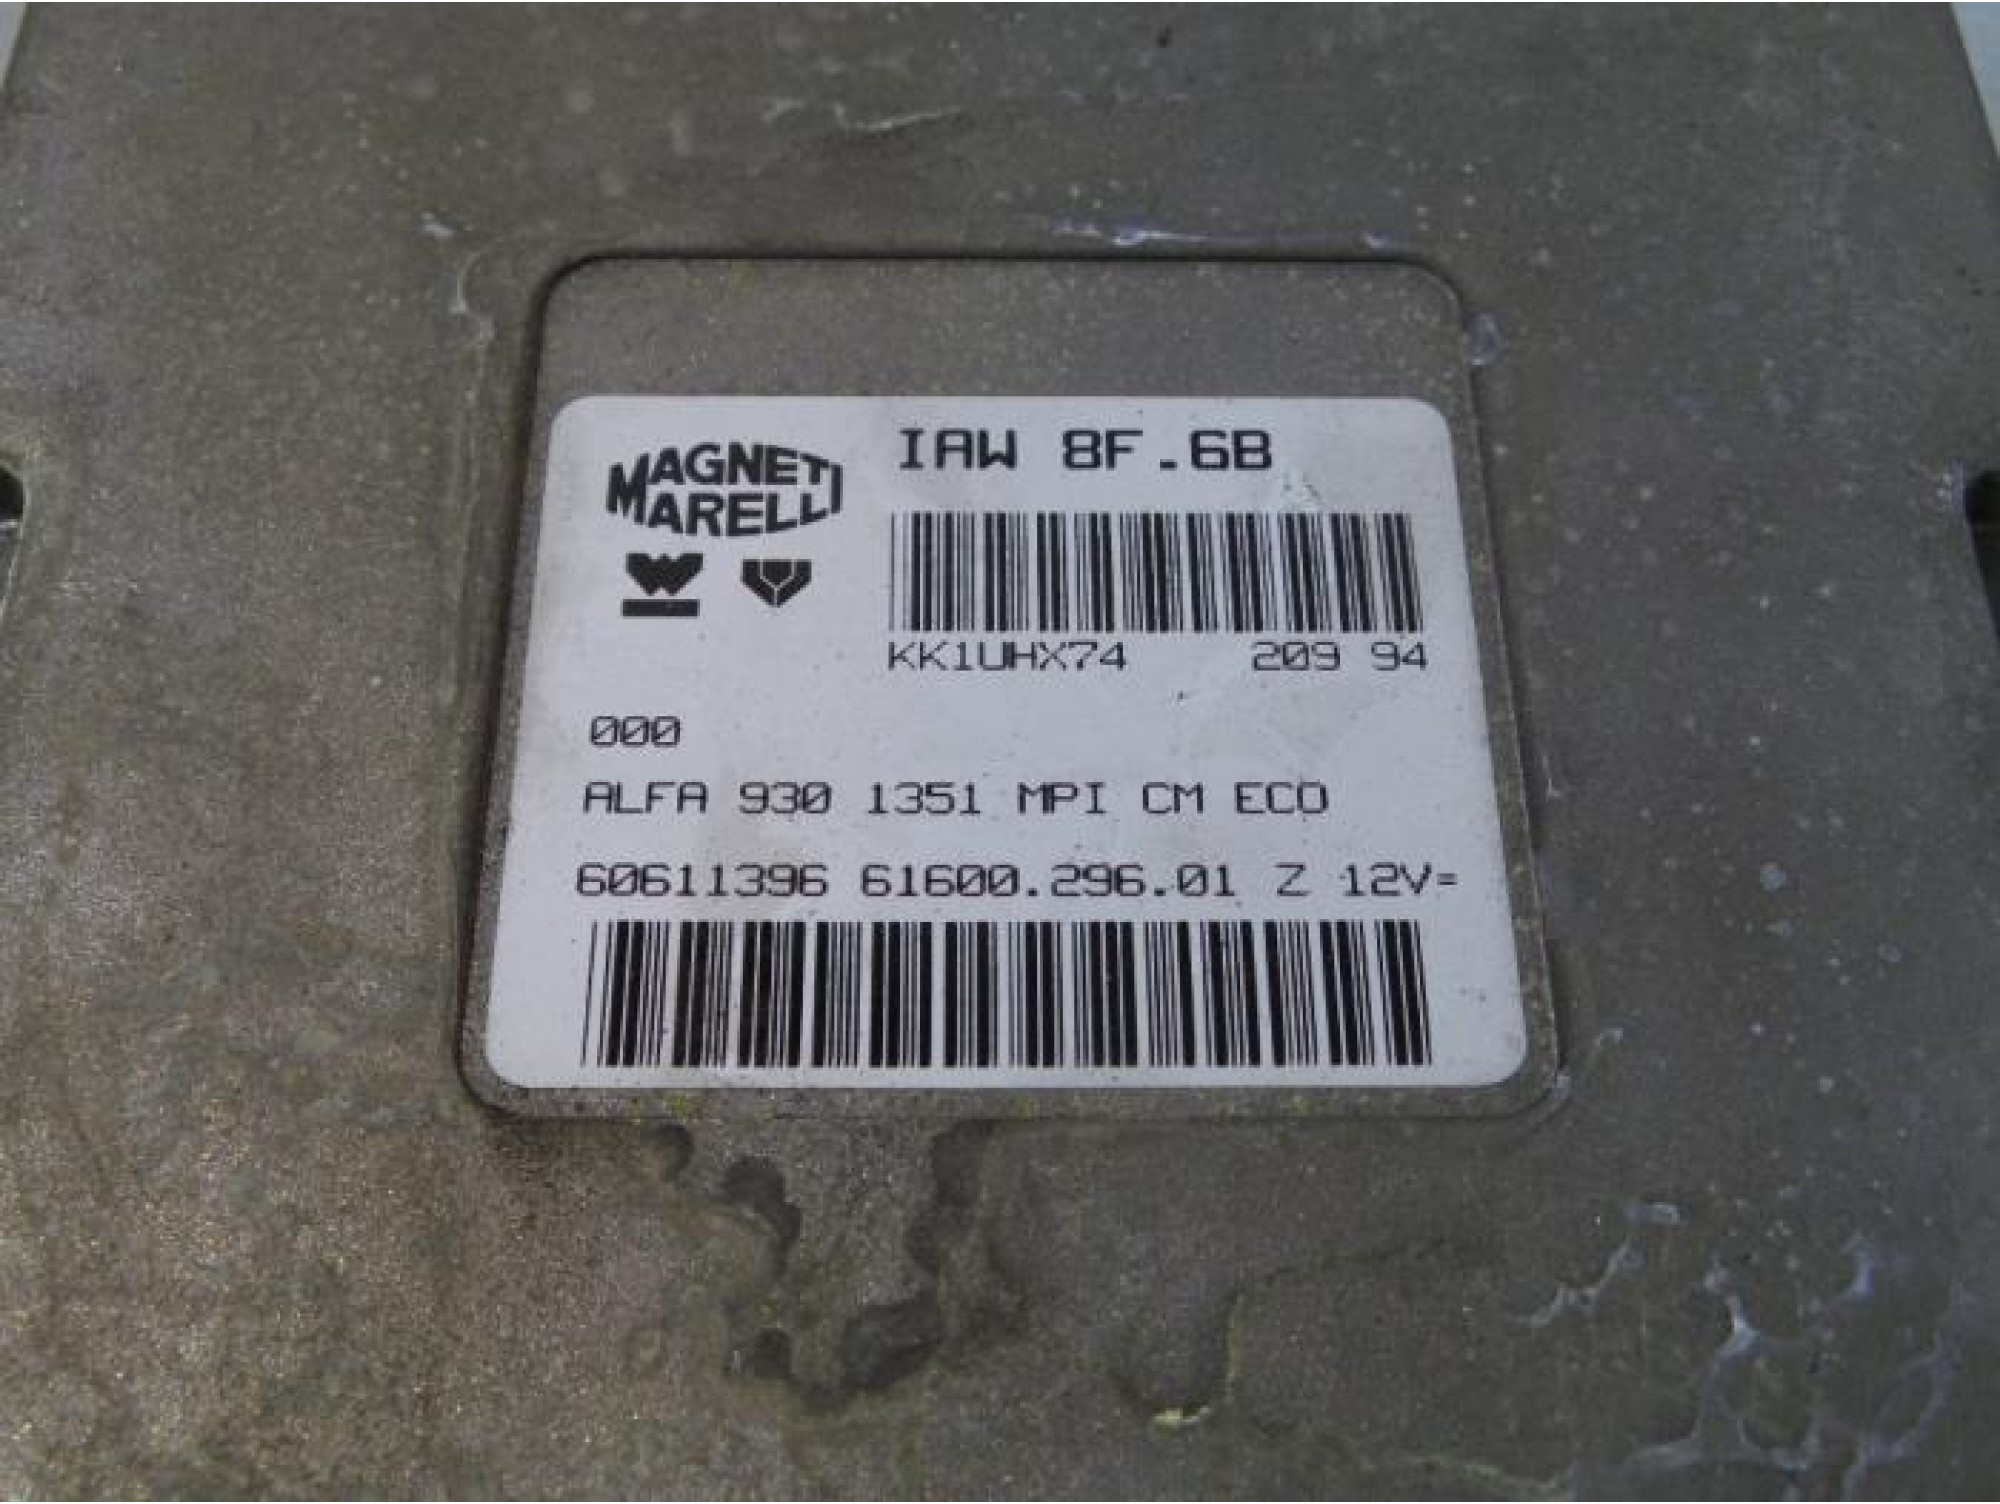 MAGNETI
MARELLI
IAW 8F.6B
KK1UHX74 209 94
000
ALFA 930 1351 MPI CM ECO
60611396 61600.296.01 Z 12V=